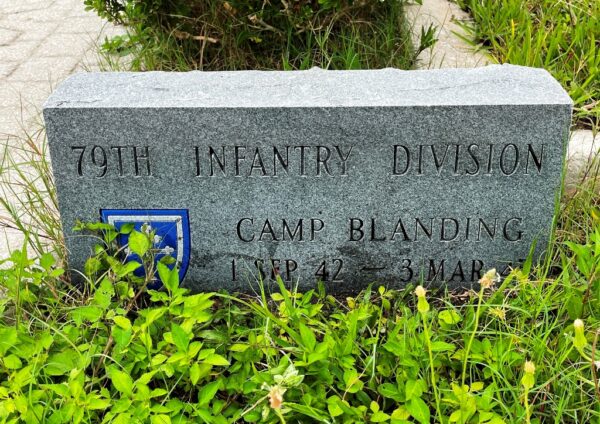 79TH INFANTRY DIVISION
CAMP BLANDING
1 SEP 42 — 3 MAR